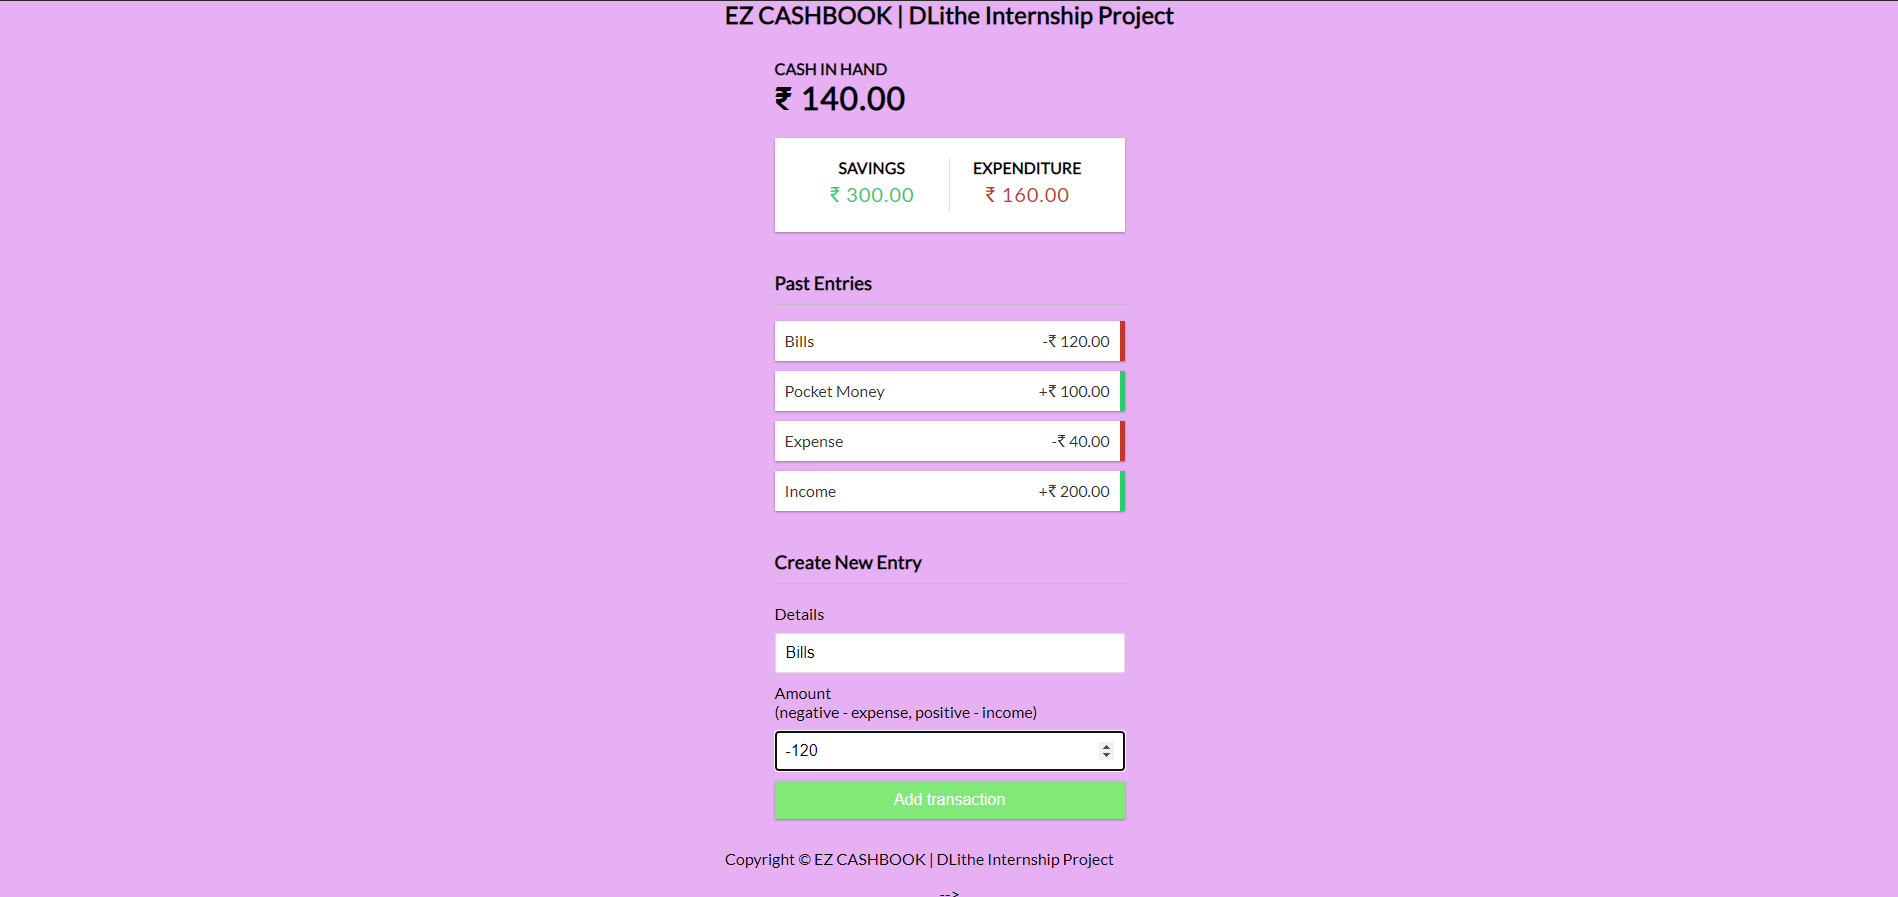 EZ CASHBOOK | DLithe Internship Project
CASH IN HAND
₹ 140.00
SAVINGS EXPENDITURE
₹ 300.00 ₹ 160.00
Past Entries
Bills -₹ 120.00
Pocket Money +₹ 100.00
Expense -₹ 40.00
Income +₹ 200.00
Create New Entry
Details
Bills
Amount
(negative - expense, positive - income)
-120
Add transaction
Copyright © EZ CASHBOOK | DLithe Internship Project
-->